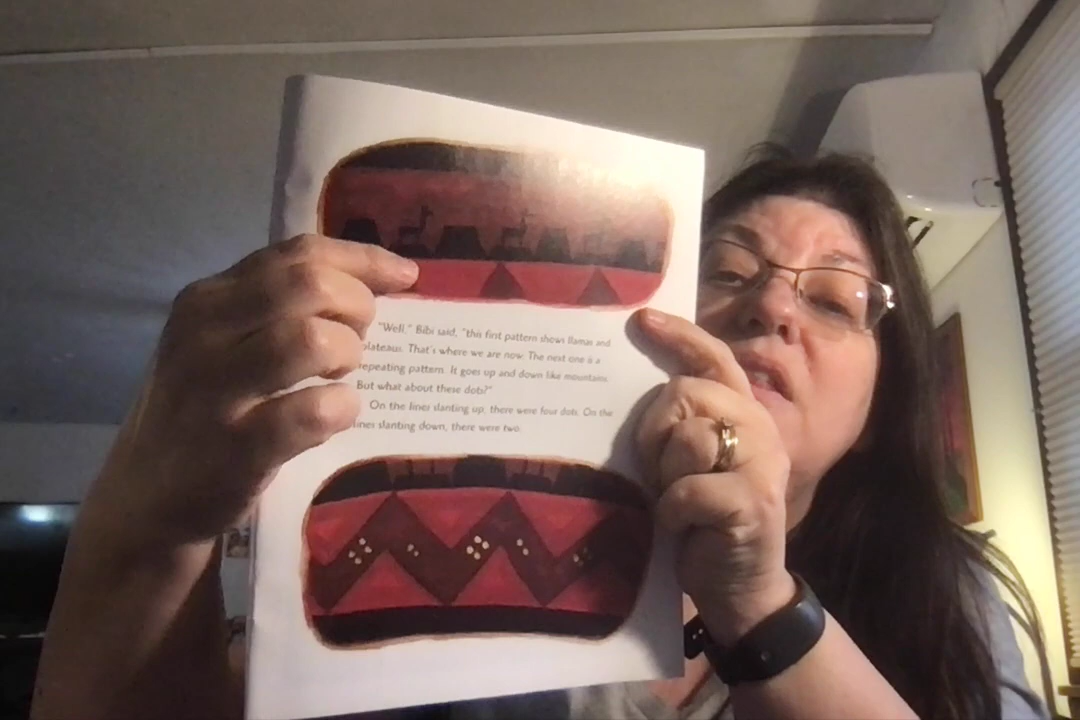 "Well," Bibi said, "this first pattern shows llamas and
plateaus. That's where we are now. The next one is a
repeating pattern. It goes up and down like mountains.
But what about these dots?"
On the lines slanting up, there were four dots. On the
lines slanting down, there were two.